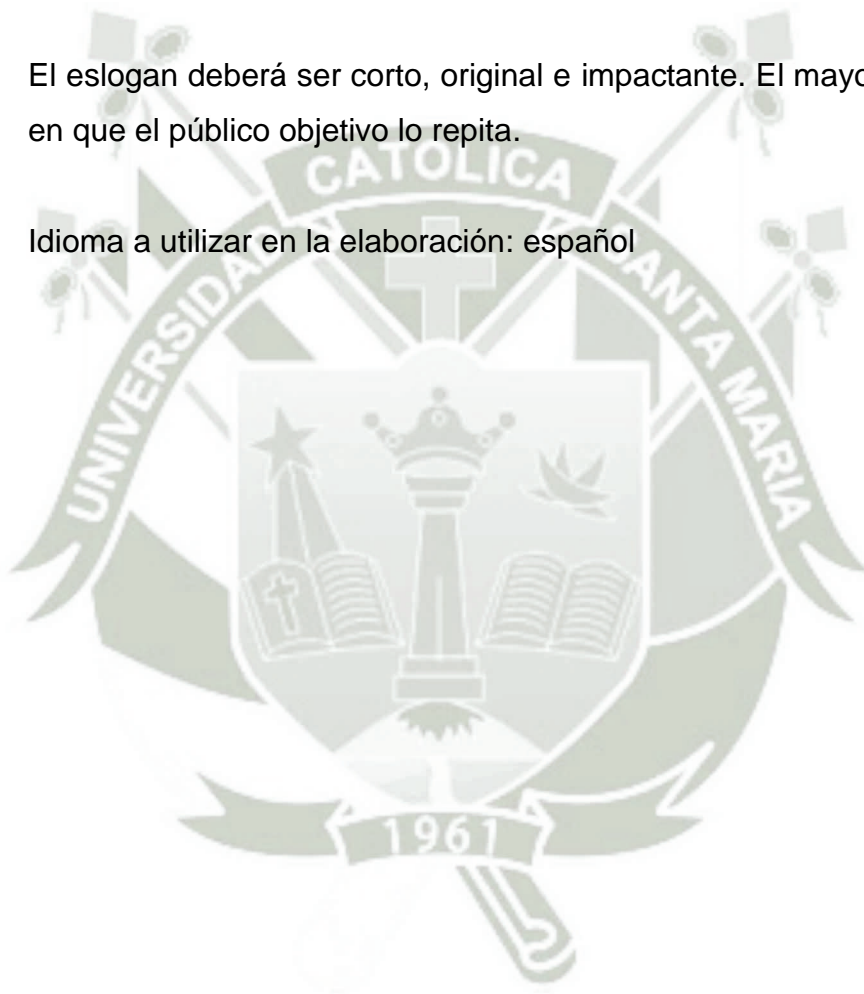 El eslogan deberá ser corto, original e impactante. El mayo
en que el público objetivo lo repita.
CATOLICA
Idioma a utilizar en la elaboración: español
UNIVERSIDAD
SANTA MARIA
1961